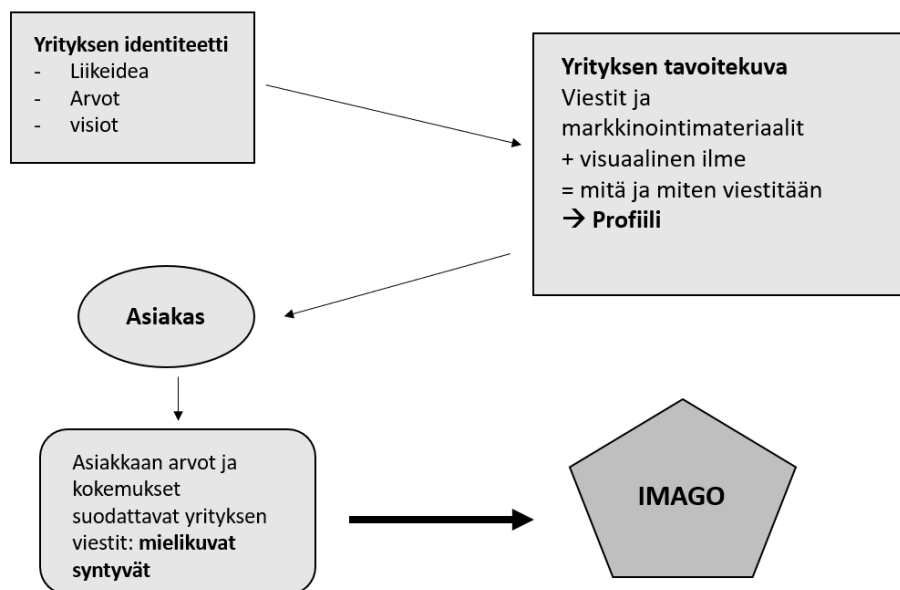 Yrityksen identiteetti
- Liikeidea
- Arvot
- visiot
Yrityksen tavoitekuva
Viestit ja
markkinointimateriaalit
+ visuaalinen ilme
= mitä ja miten viestitään
→ Profiili
Asiakas
Asiakkaan arvot ja
kokemukset
suodattavat yrityksen
viestit: mielikuvat
syntyvät
IMAGO